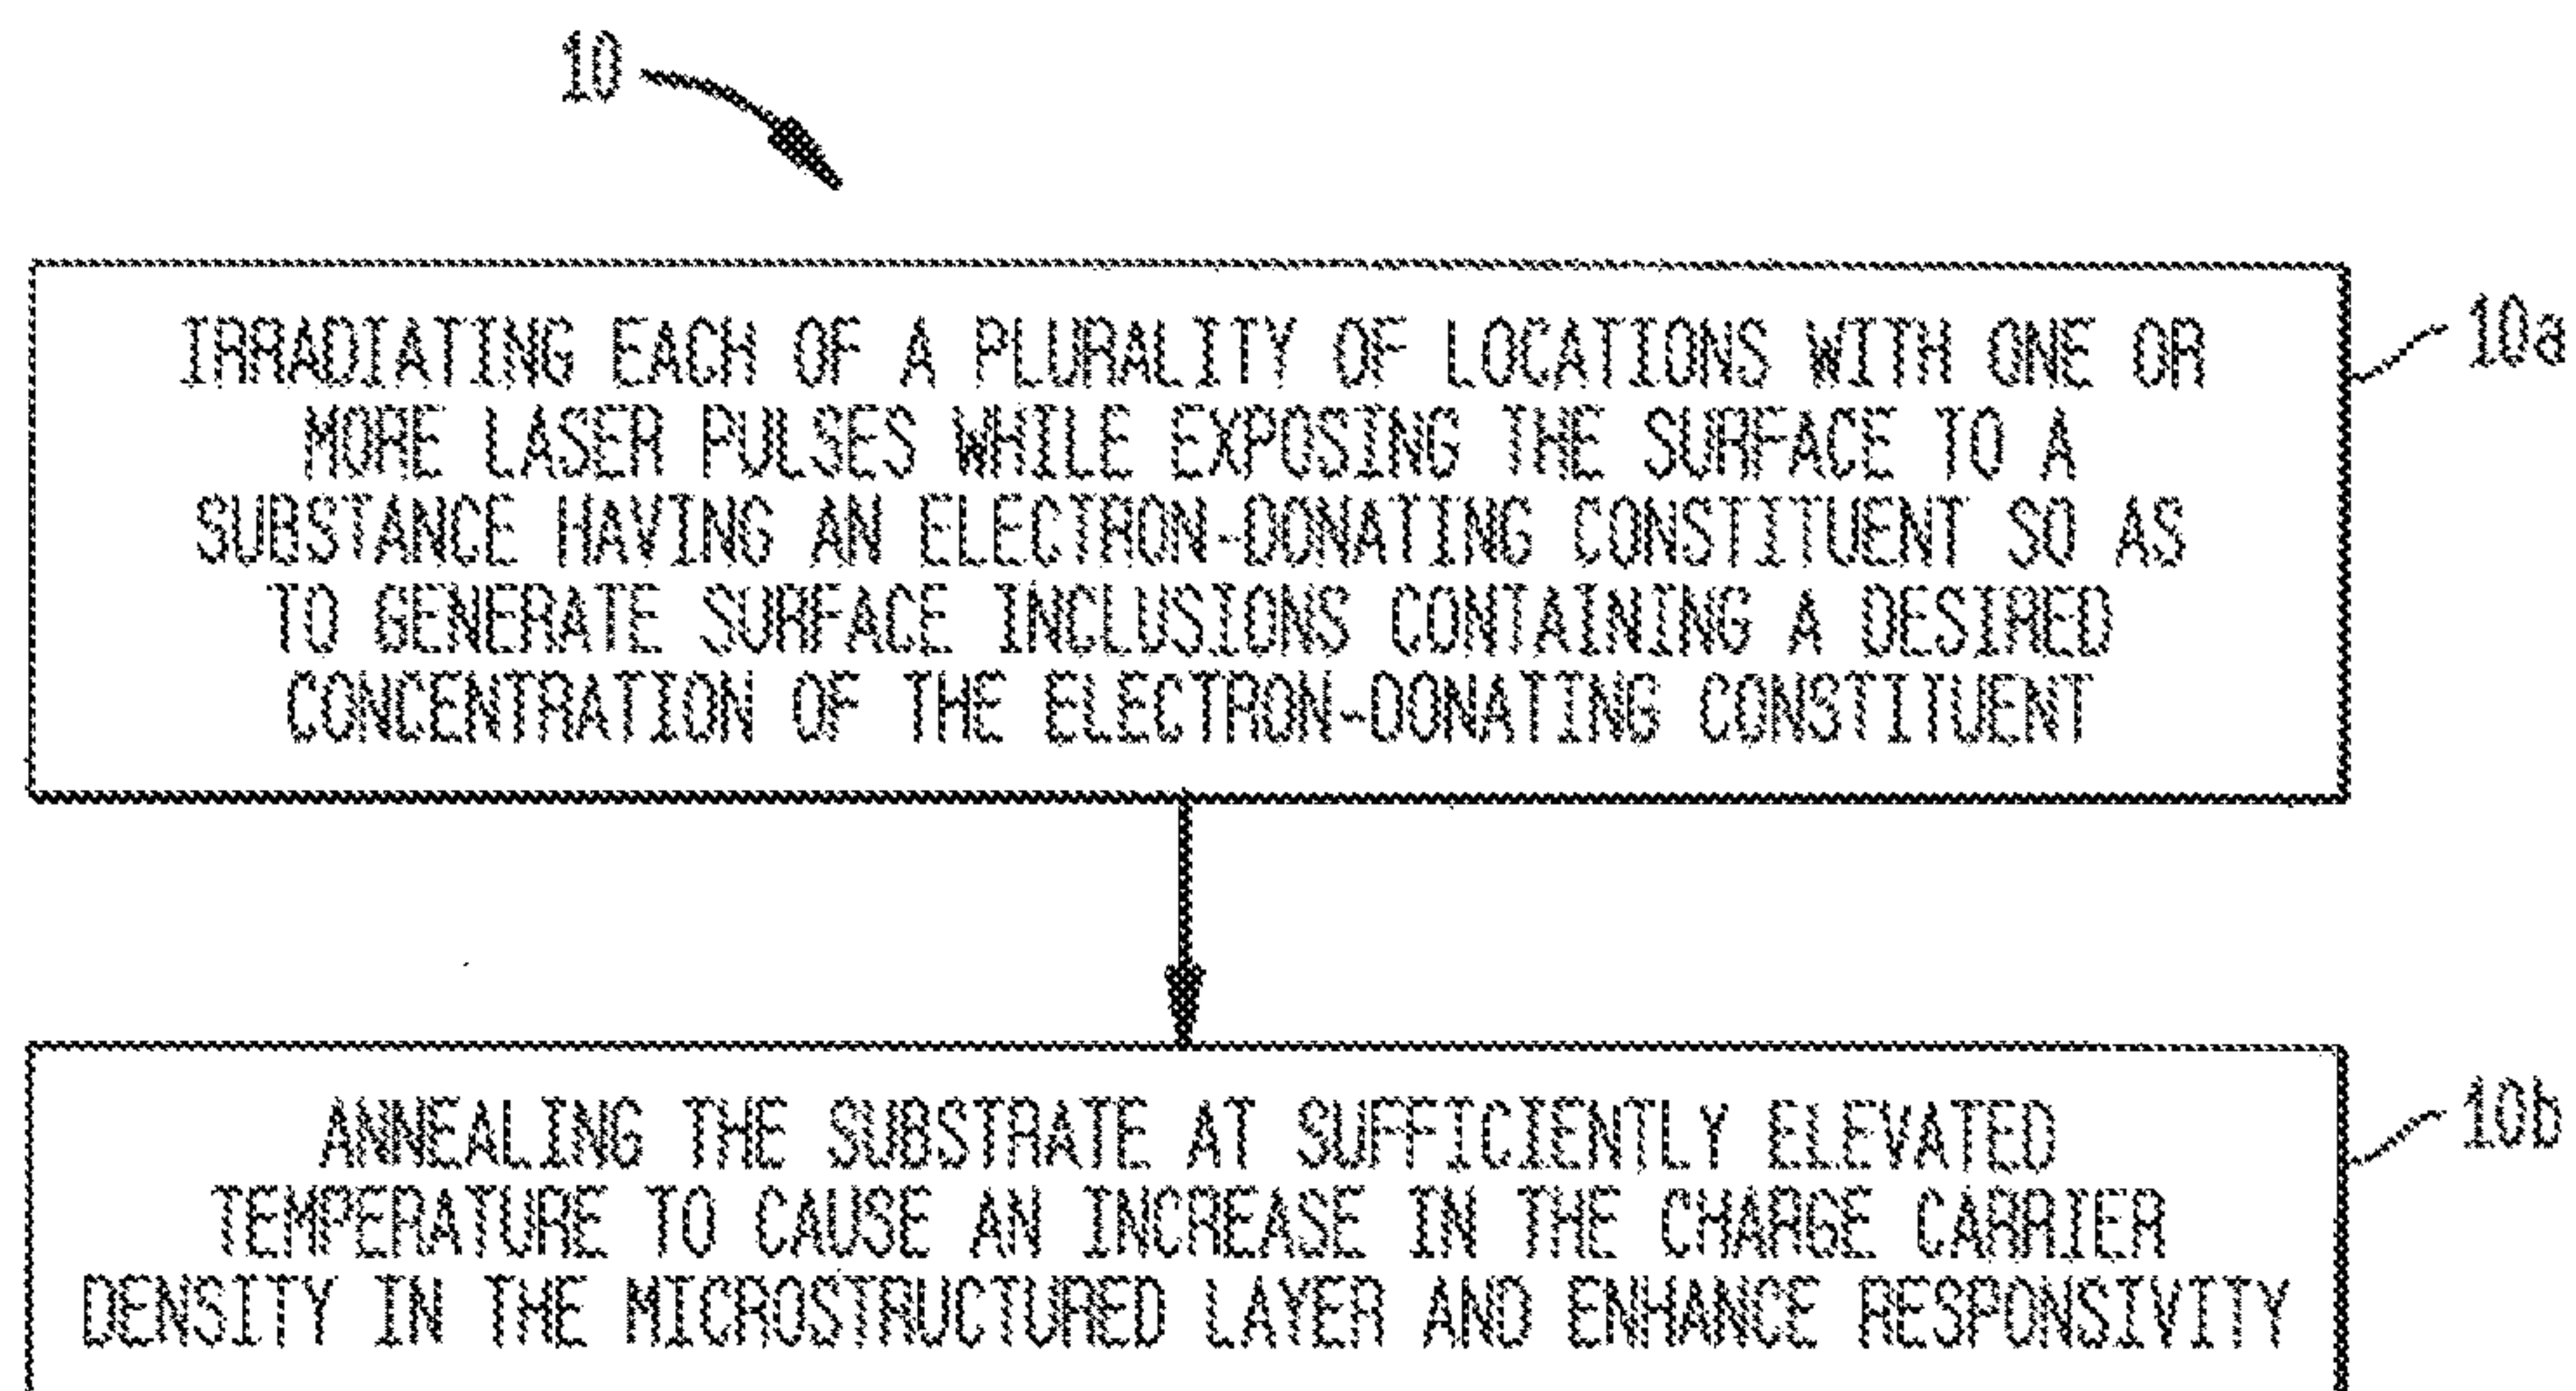 10
IRRADIATING EACH OF A PLURALITY OF LOCATIONS WITH ONE OR
MORE LASER PULSES WHILE EXPOSING THE SURFACE TO A
SUBSTANCE HAVING AN ELECTRON-DONATING CONSTITUENT SO AS
TO GENERATE SURFACE INCLUSIONS CONTAINING A DESIRED
CONCENTRATION OF THE ELECTRON-DONATING CONSTITUENT
10a
ANNEALING THE SUBSTRATE AT SUFFICIENTLY ELEVATED
TEMPERATURE TO CAUSE AN INCREASE IN THE CHARGE CARRIER
DENSITY IN THE MICROSTRUCTURED LAYER AND ENHANCE RESPONSIVITY
10b